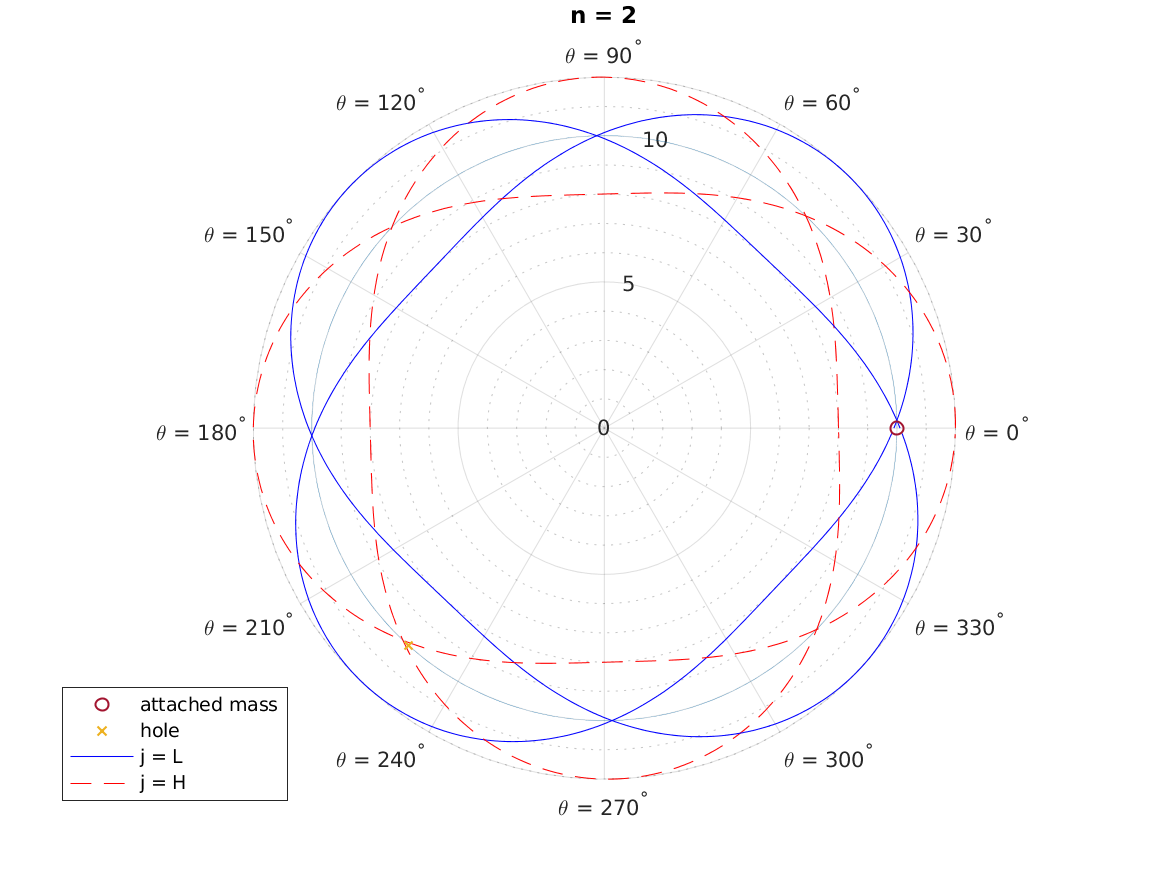 n = 2
θ = 90°
θ = 120°
θ = 60°
10
θ = 150°
θ = 30°
5
θ = 180°
0
θ = 0°
θ = 210°
θ = 330°
attached mass
hole
j = L
j = H
θ = 240°
θ = 300°
θ = 270°